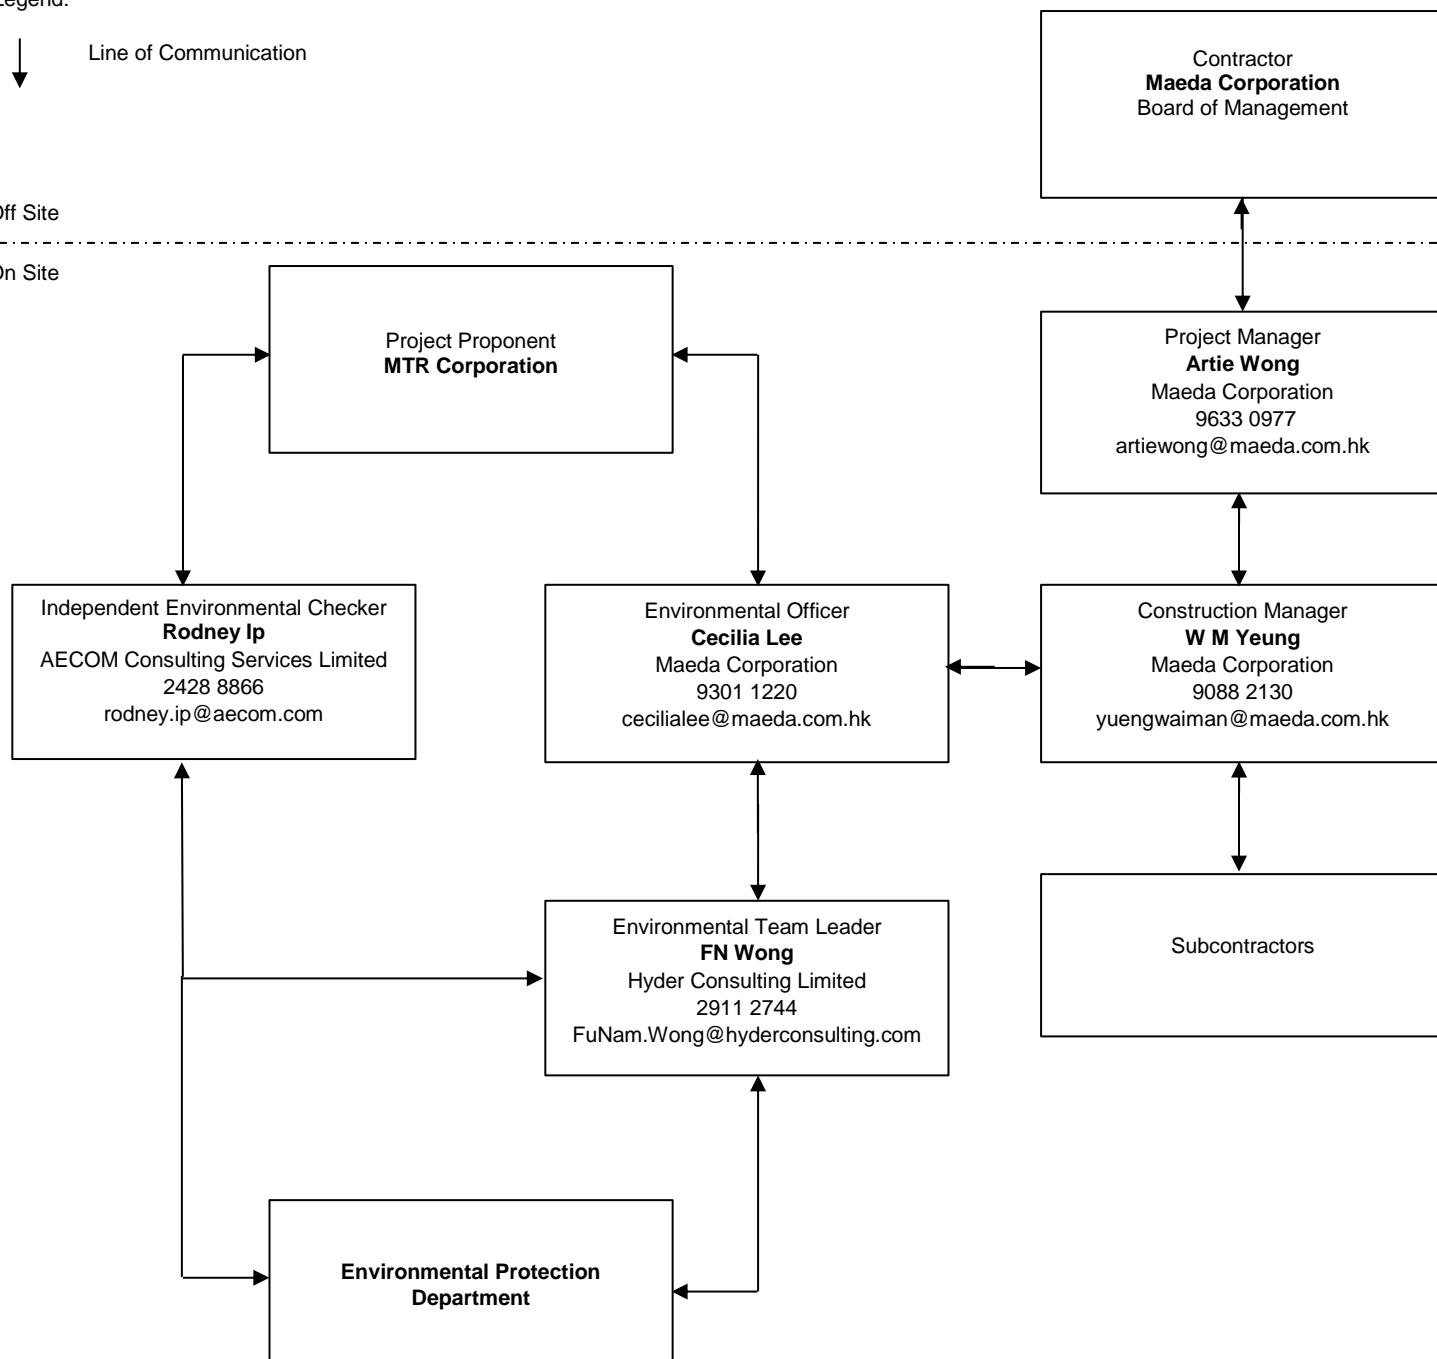 Legend:
Line of Communication
Contractor
Maeda Corporation
Board of Management
Off Site
On Site
Project Proponent
MTR Corporation
Project Manager
Artie Wong
Maeda Corporation
9633 0977
artiewong@maeda.com.hk
Independent Environmental Checker
Rodney Ip
AECOM Consulting Services Limited
2428 8866
rodney.ip@aecom.com
Environmental Officer
Cecilia Lee
Maeda Corporation
9301 1220
cecilialee@maeda.com.hk
Construction Manager
W M Yeung
Maeda Corporation
9088 2130
yuengwaiman@maeda.com.hk
Environmental Team Leader
FN Wong
Hyder Consulting Limited
2911 2744
FuNam.Wong@hyderconsulting.com
Subcontractors
Environmental Protection
Department